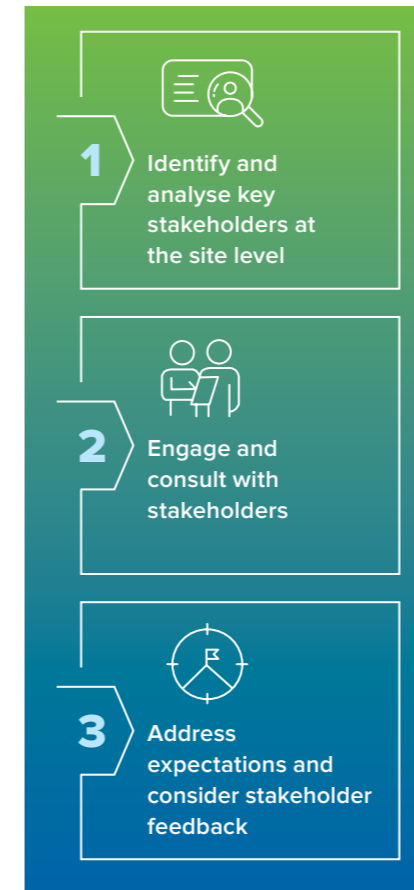 1
Identify and
analyse key
stakeholders at
the site level
2
Engage and
consult with
stakeholders
3
Address
expectations and
consider stakeholder
feedback